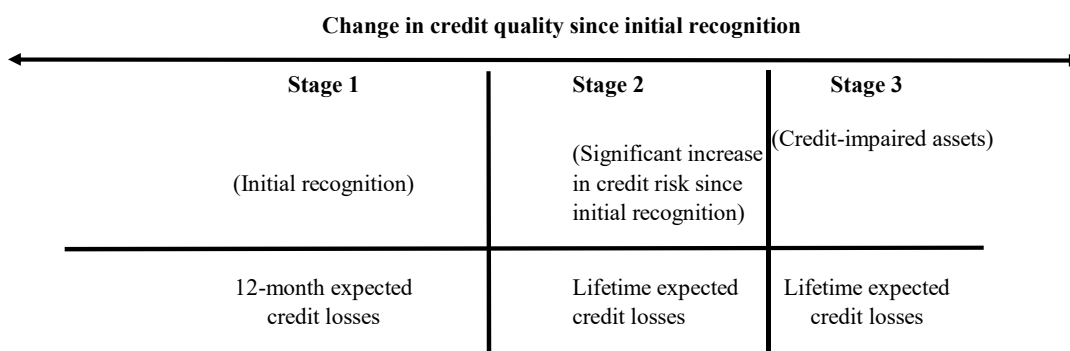 Change in credit quality since initial recognition
Stage 1
Stage 2
Stage 3
(Initial recognition)
(Significant increase
in credit risk since
initial recognition)
(Credit-impaired assets)
12-month expected
credit losses
Lifetime expected
credit losses
Lifetime expected
credit losses